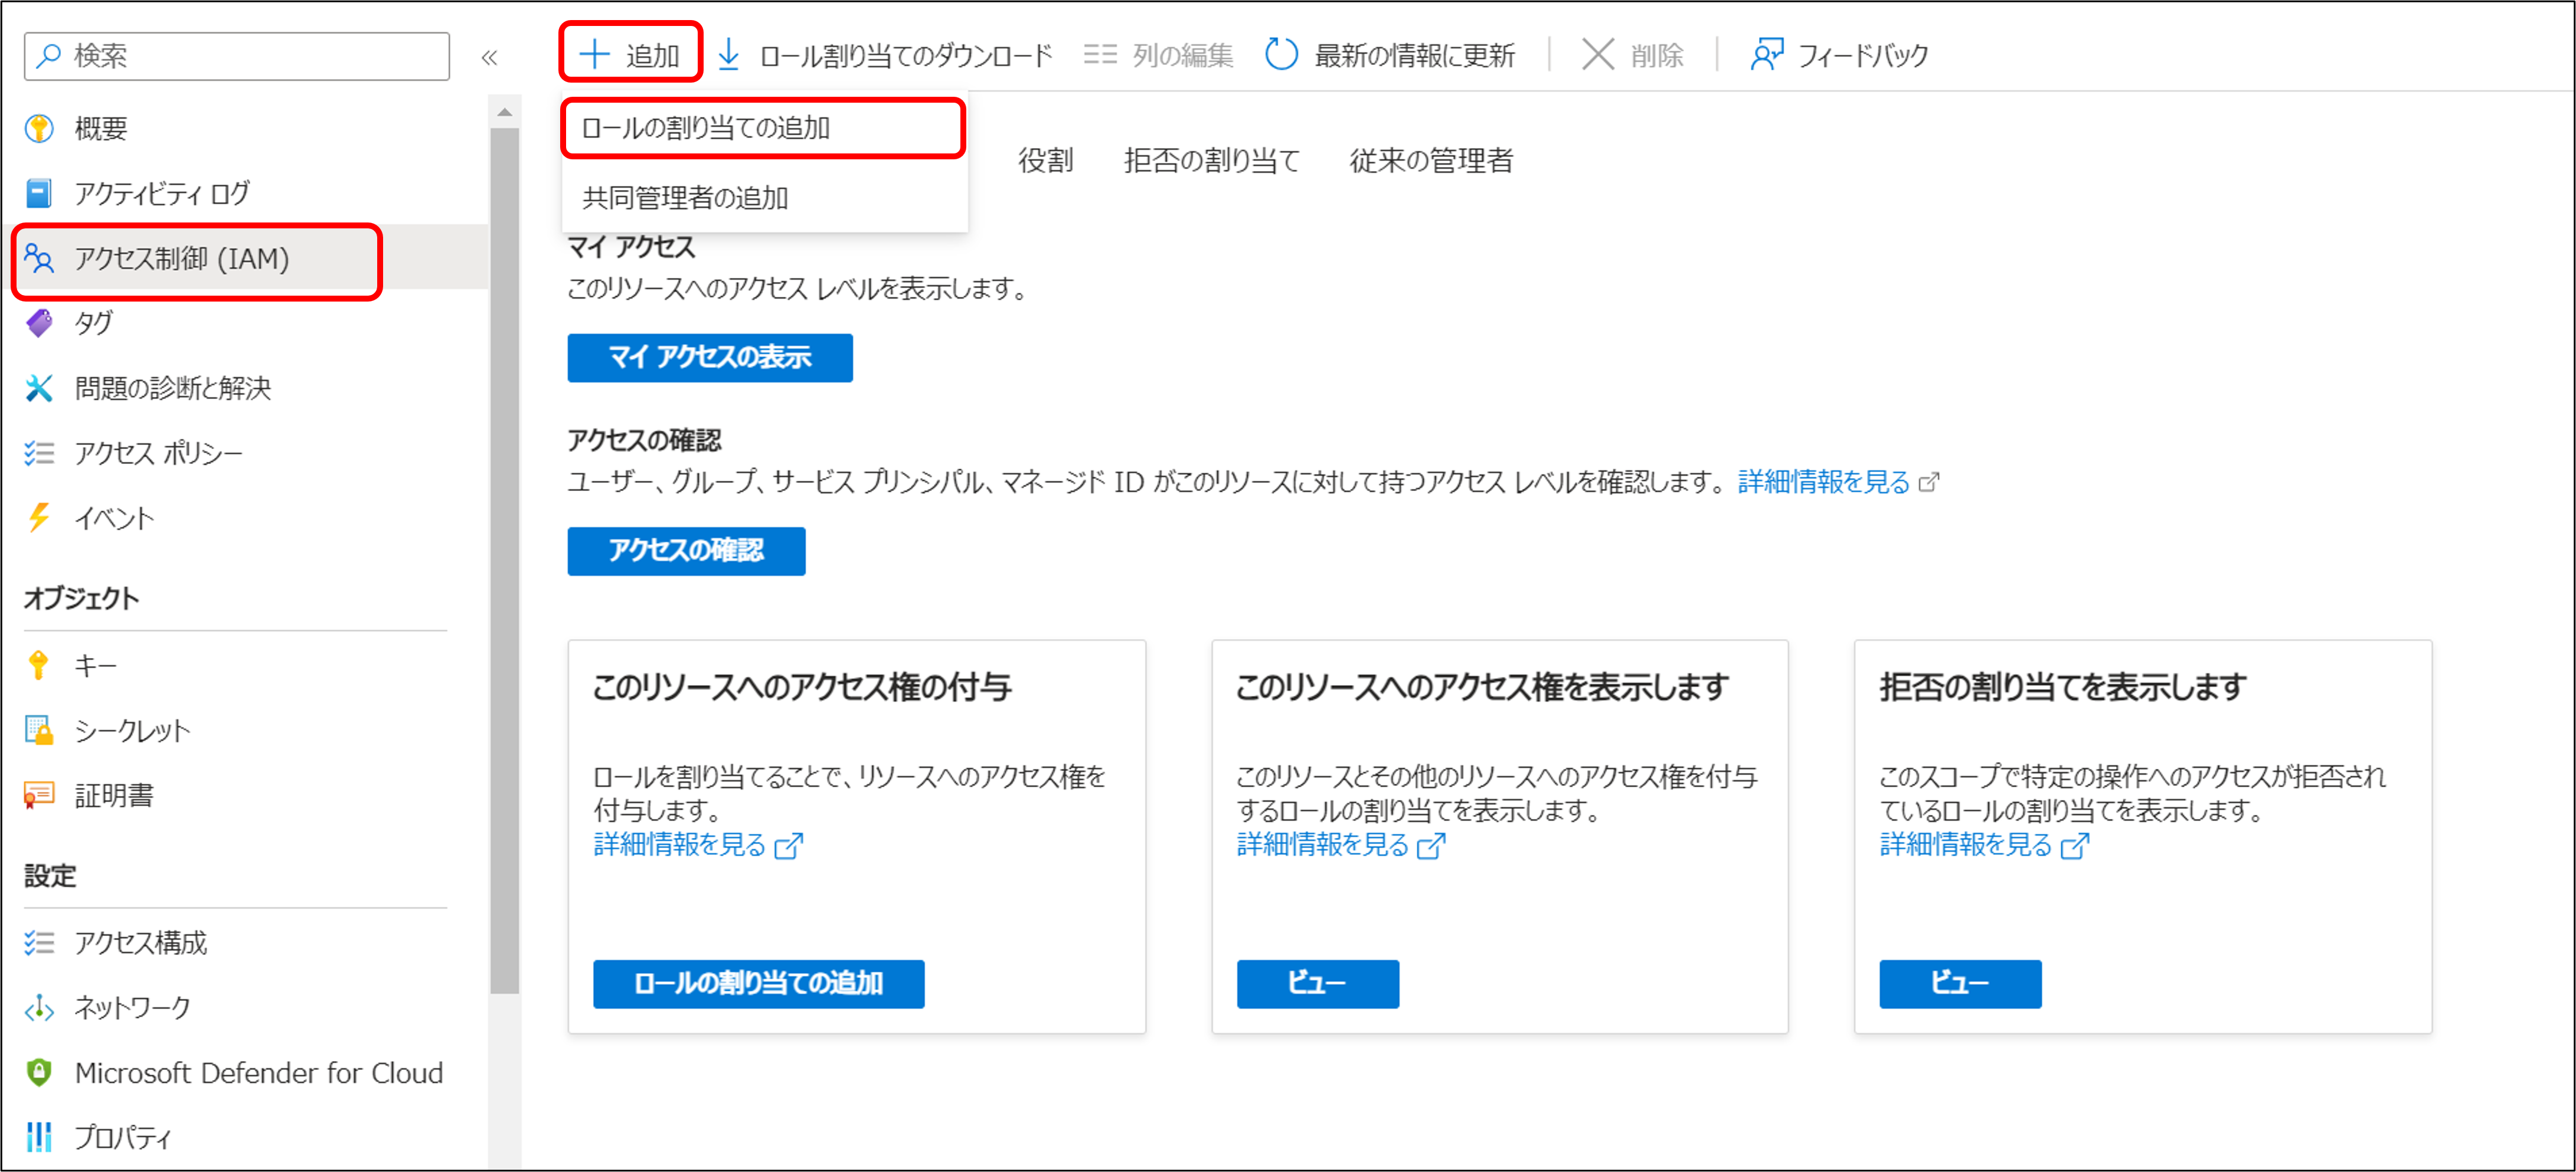 検索
概要
アクティビティ ログ
アクセス制御 (IAM)
タグ
問題の診断と解決
アクセス ポリシー
イベント
オブジェクト
キー
シークレット
証明書
設定
アクセス構成
ネットワーク
Microsoft Defender for Cloud
プロパティ
追加
ロール割り当てのダウンロード
列の編集
最新の情報に更新
削除
フィードバック
ロールの割り当ての追加
共同管理者の追加
役割
拒否の割り当て
従来の管理者
マイ アクセス
このリソースへのアクセス レベルを表示します。
マイ アクセスの表示
アクセスの確認
ユーザー、グループ、サービス プリンシパル、マネージド ID がこのリソースに対して持つアクセス レベルを確認します。 詳細情報を見る
アクセスの確認
このリソースへのアクセス権の付与
ロールを割り当てることで、リソースへのアクセス権を
付与します。
詳細情報を見る
ロールの割り当ての追加
このリソースへのアクセス権を表示します
このリソースとその他のリソースへのアクセス権を付与
するロールの割り当てを表示します。
詳細情報を見る
ビュー
拒否の割り当てを表示します
このスコープで特定の操作へのアクセスが拒否され
ているロールの割り当てを表示します。
詳細情報を見る
ビュー